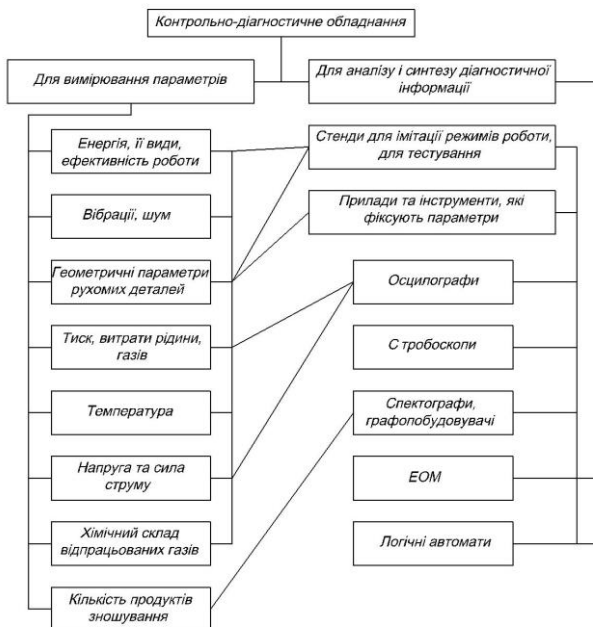 Контрольно-діагностичне обладнання
Для вимірювання параметрів
Для аналізу і синтезу діагностичної
інформації
Енергія, її види,
ефективність роботи
Вібрації, шум
Геометричні параметри
рухомих деталей
Тиск, витрати рідини,
газів
Температура
Напруга та сила
струму
Хімічний склад
відпрацьованих газів
Кількість продуктів
зношування
Стенди для імітації режимів роботи,
для тестування
Прилади та інструменти, які
фіксують параметри
Осцилографи
С тробоскопи
Спектографи,
графопобудовувачі
ЕОМ
Логічні автомати